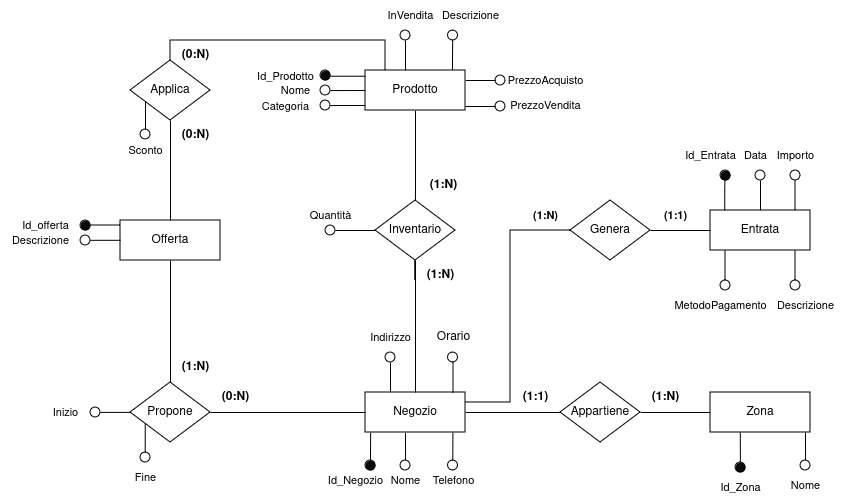 InVendita Descrizione
(0:N)
Id_Prodotto
Applica
Nome
Prodotto
PrezzoAcquisto
Categoria
PrezzoVendita
(0:N)
Sconto
Id_Entrata Data Importo
(1:N)
Quantità
(1:N)
(1:1)
Id_offerta
Descrizione
Offerta
Inventario
Genera
Entrata
(1:N)
MetodoPagamento Descrizione
Indirizzo Orario
(1:N)
(0:N)
(1:1)
(1:N)
Inizio
Propone
Negozio
Appartiene
Zona
Fine
Id_Negozio Nome Telefono
Id_Zona Nome